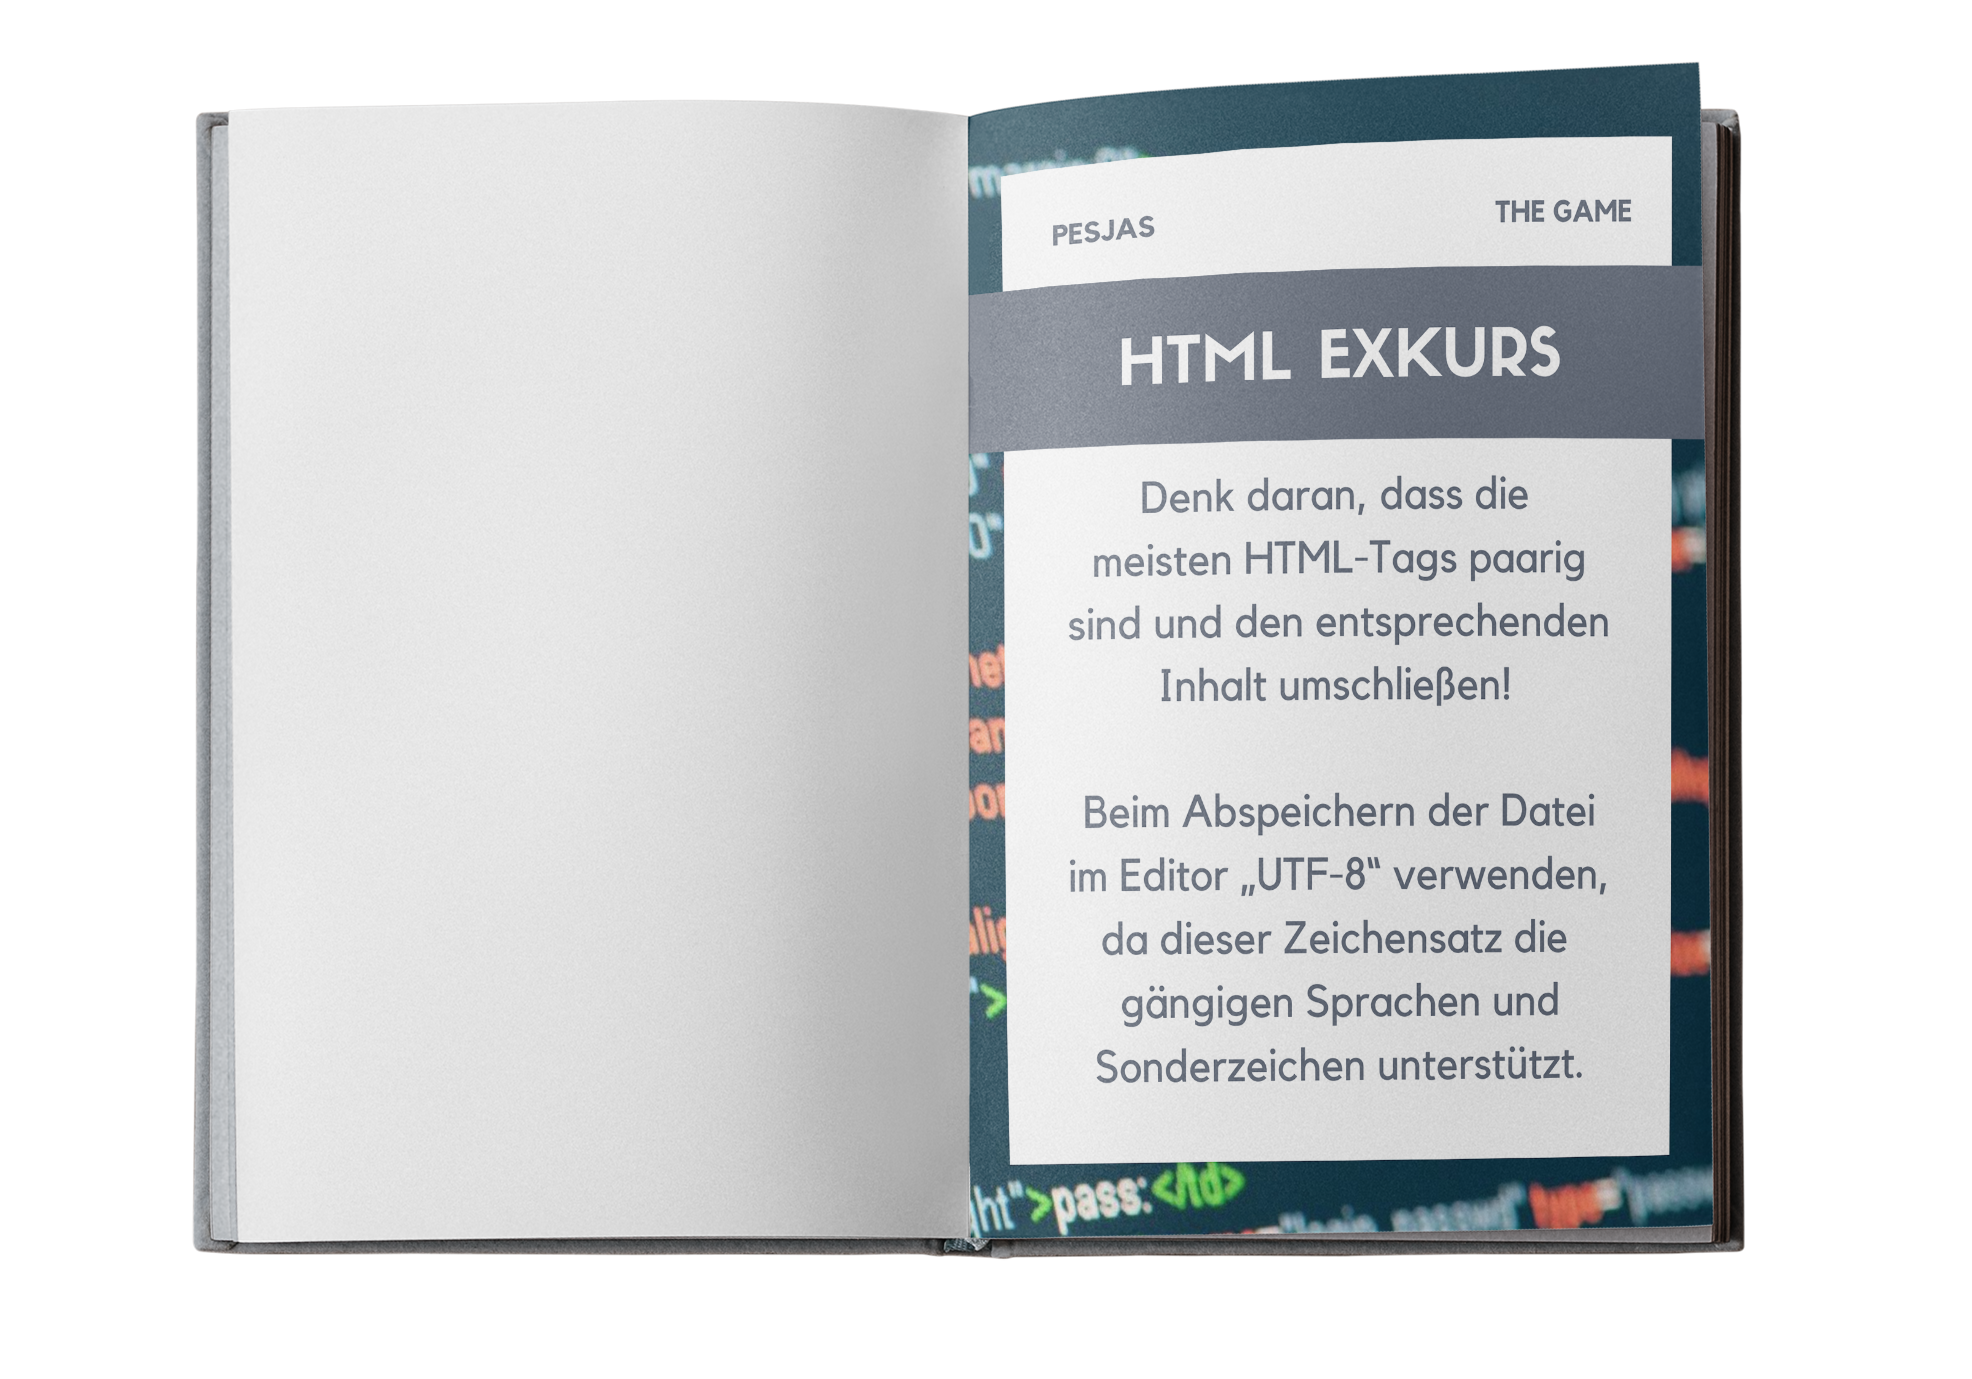 PESJAS
THE GAME
HTML EXKURS
Denk daran, dass die
meisten HTML-Tags paarig
sind und den entsprechenden
Inhalt umschließen!
Beim Abspeichern der Datei
im Editor „UTF-8“ verwenden,
da dieser Zeichensatz die
gängigen Sprachen und
Sonderzeichen unterstützt.
ht">pass:</td>
type="passw